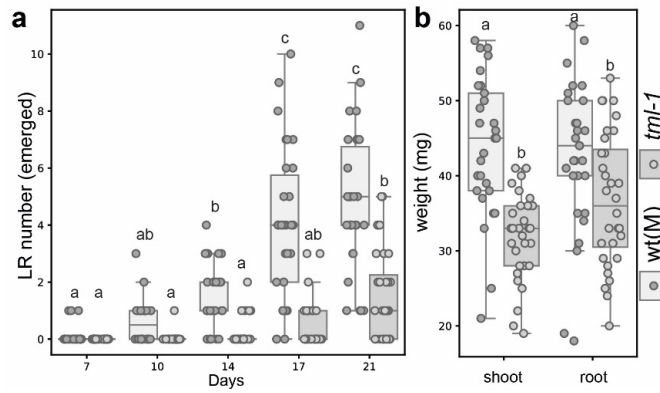 a
LR number (emerged)
10
8
6
4
2
0
a
a
ab
a
b
a
c
ab
c
b
7
10
14
17
21
Days
b
weight (mg)
60
50
40
30
20
a
b
a
b
shoot
root
tml-1
wt(M)